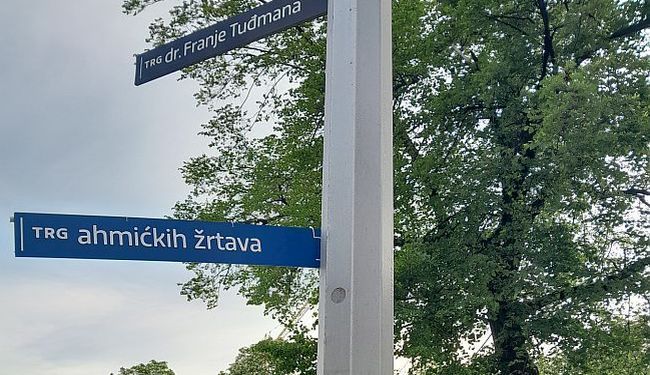 TRG dr. Franje Tuđmana
TRG ahmićkih žrtava